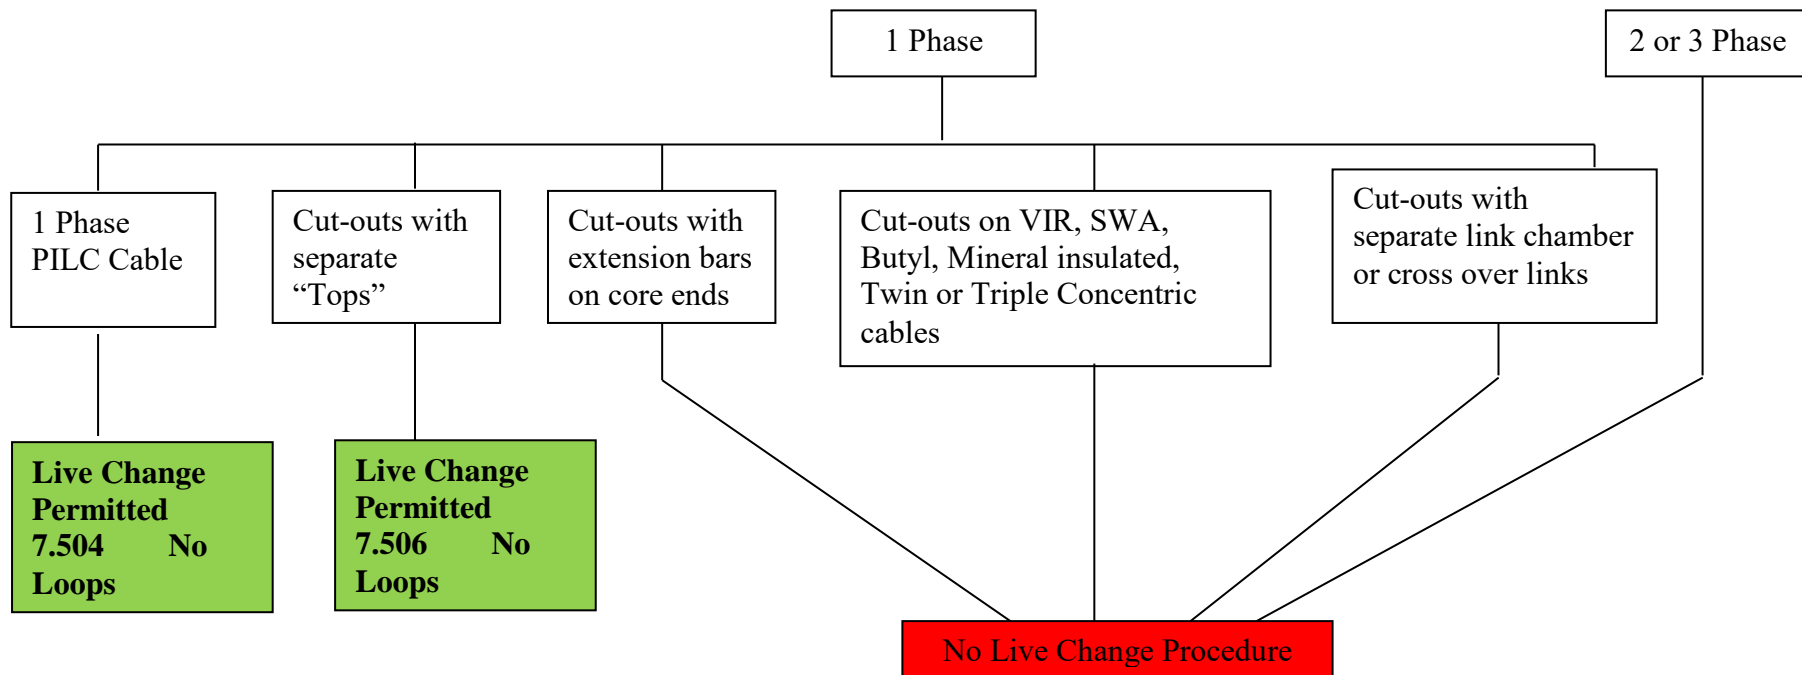 1 Phase
2 or 3 Phase
1 Phase
PILC Cable
Cut-outs with
separate
“Tops”
Cut-outs with
extension bars
on core ends
Cut-outs on VIR, SWA,
Butyl, Mineral insulated,
Twin or Triple Concentric
cables
Cut-outs with
separate link chamber
or cross over links
Live Change
Permitted
7.504 No
Loops
Live Change
Permitted
7.506 No
Loops
No Live Change Procedure